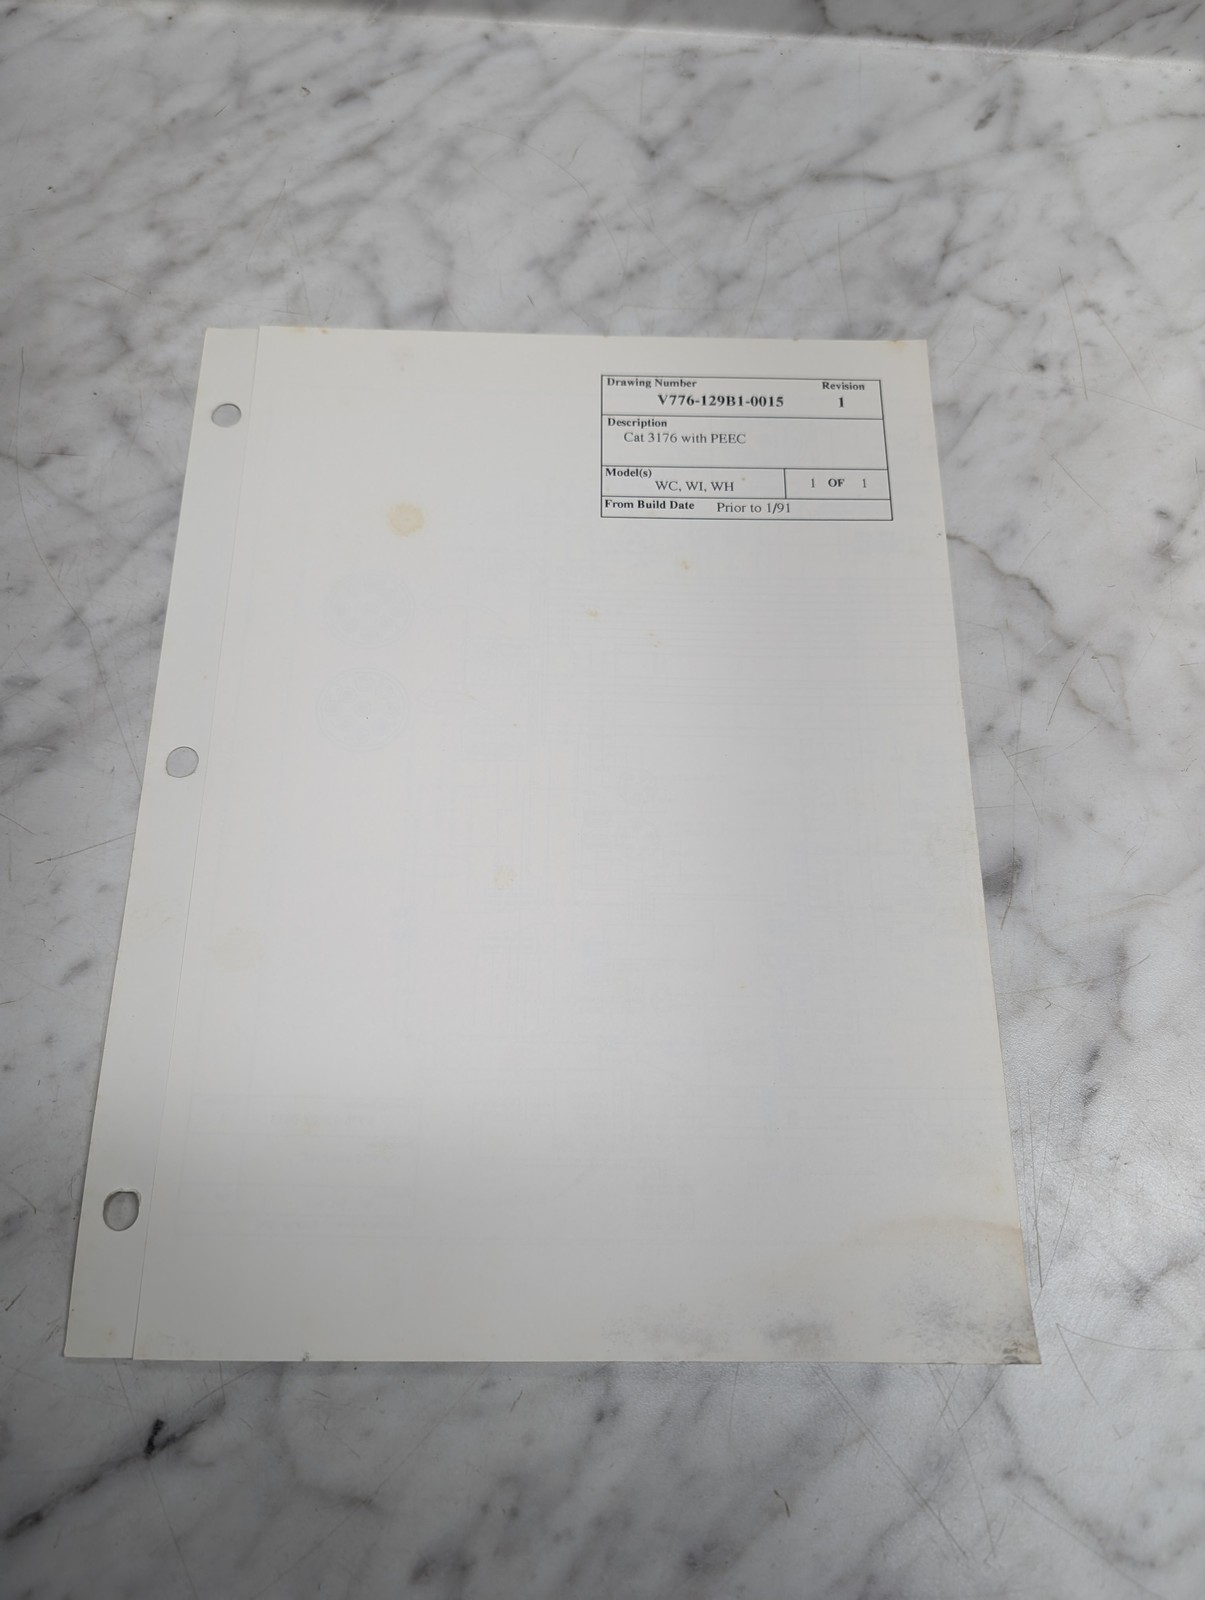 Drawing Number Revision
V776-129B1-0015 1
Description
Cat 3176 with PEEC
Model(s)
WC, WI, WH 1 OF 1
From Build Date Prior to 1/91